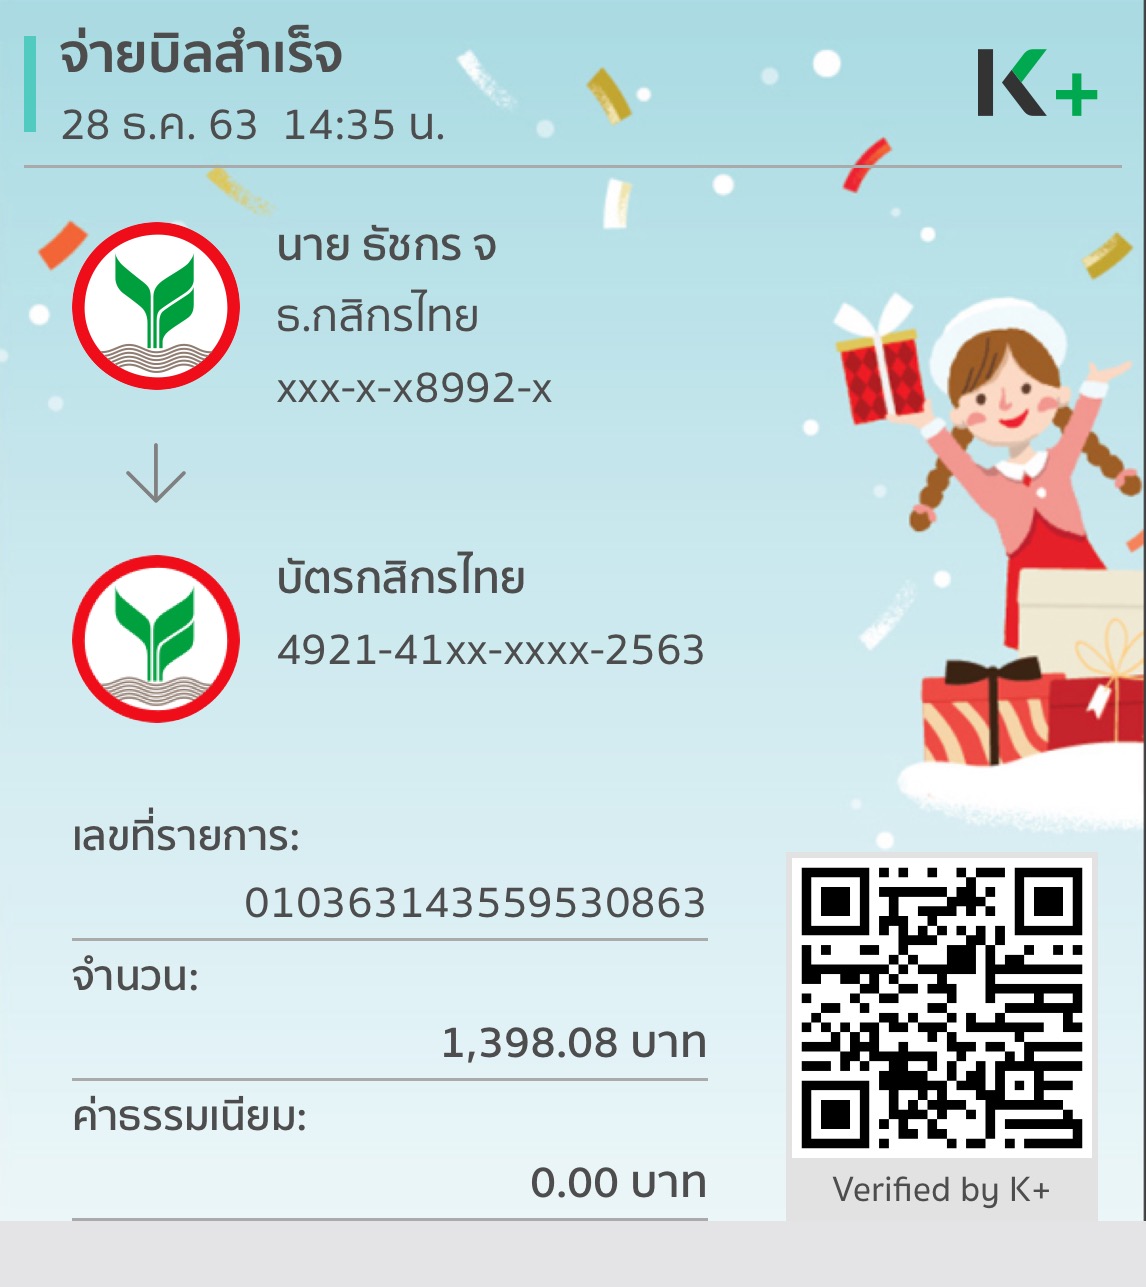 จ่ายบิลสำเร็จ
28 ธ.ค. 63 14:35 น.
K+
นาย ธัชกร จ
ธ.กสิกรไทย
xxx-x-x8992-x
บัตรกสิกรไทย
4921-41xx-xxxx-2563
เลขที่รายการ:
010363143559530863
จำนวน:
1,398.08 บาท
ค่าธรรมเนียม:
0.00 บาท
Verified by K+